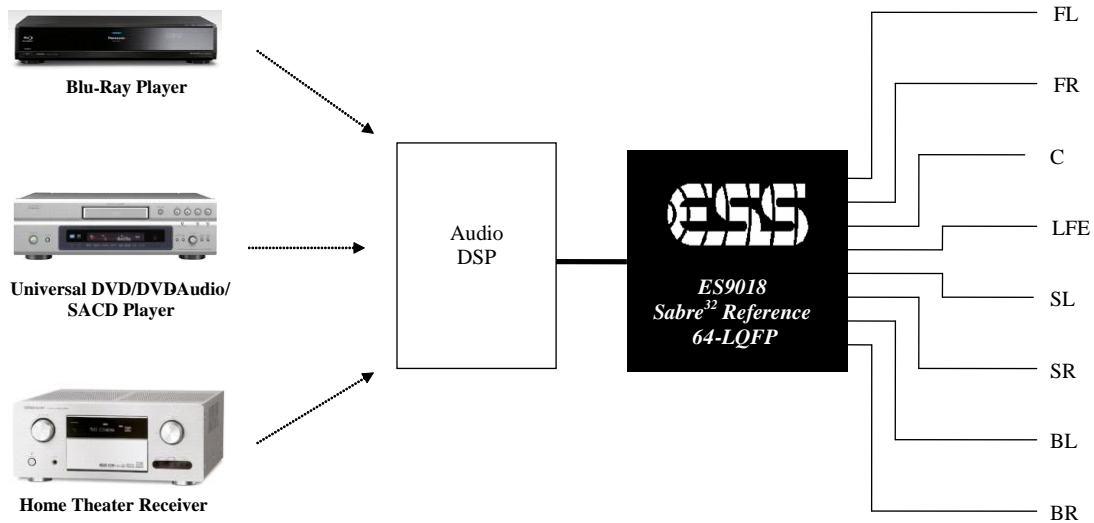 Blu-Ray Player
Universal DVD/DVDAudio/
SACD Player
Home Theater Receiver
Audio
DSP
ESS
ES9018
Sabre32 Reference
64-LQFP
FL
FR
C
LFE
SL
SR
BL
BR